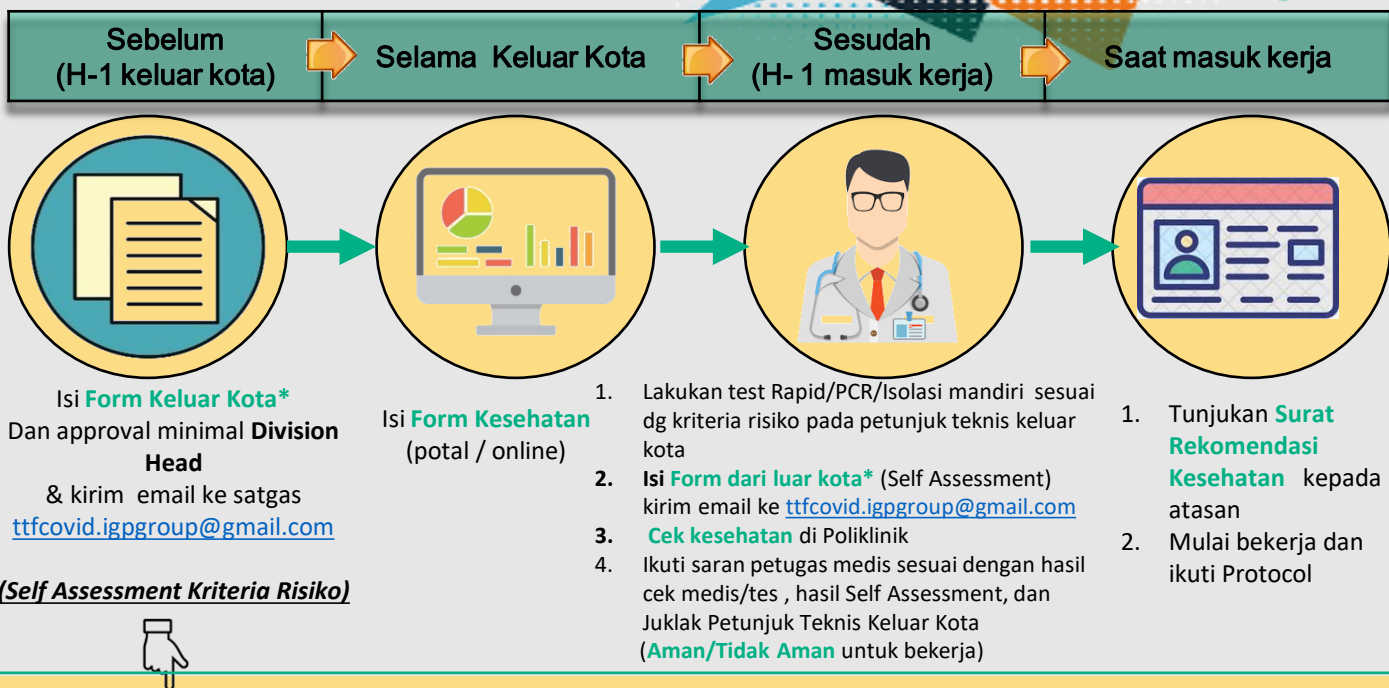 Sebelum
(H-1 keluar kota)
Selama Keluar Kota
Sesudah
(H- 1 masuk kerja)
Saat masuk kerja
Isi Form Keluar Kota*
Dan approval minimal Division
Head
& kirim email ke satgas
ttfcovid.igpgroup@gmail.com
(Self Assessment Kriteria Risiko)
Isi Form Kesehatan
(potal / online)
1. Lakukan test Rapid/PCR/Isolasi mandiri sesuai
dg kriteria risiko pada petunjuk teknis keluar
kota
2. Isi Form dari luar kota* (Self Assessment)
kirim email ke ttfcovid.igpgroup@gmail.com
3. Cek kesehatan di Poliklinik
4. Ikuti saran petugas medis sesuai dengan hasil
cek medis/tes , hasil Self Assessment, dan
Juklak Petunjuk Teknis Keluar Kota
(Aman/Tidak Aman untuk bekerja)
1. Tunjukan Surat
Rekomendasi
Kesehatan kepada
atasan
2. Mulai bekerja dan
ikuti Protocol